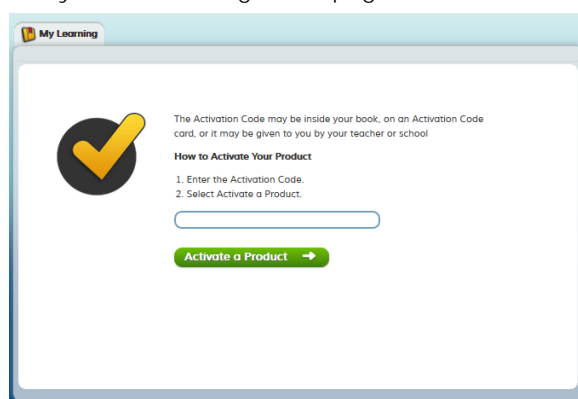 My Learning
The Activation Code may be inside your book, on an Activation Code
card, or it may be given to you by your teacher or school
How to Activate Your Product
1. Enter the Activation Code.
2. Select Activate a Product.
Activate a Product